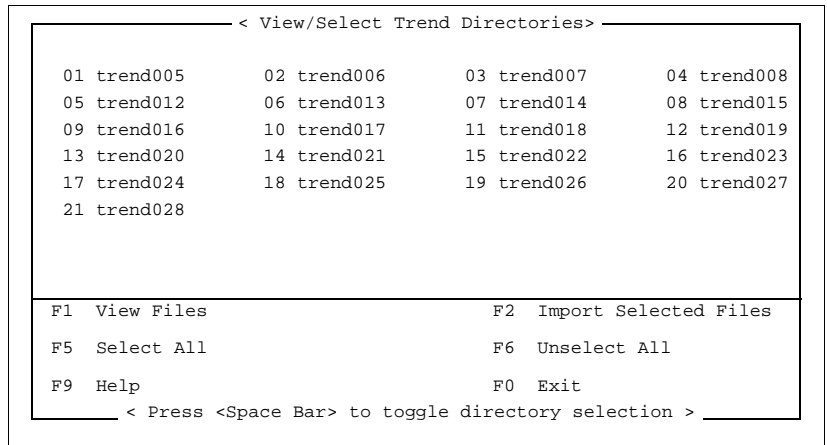 < View/Select Trend Directories>
01 trend005 02 trend006 03 trend007 04 trend008
05 trend012 06 trend013 07 trend014 08 trend015
09 trend016 10 trend017 11 trend018 12 trend019
13 trend020 14 trend021 15 trend022 16 trend023
17 trend024 18 trend025 19 trend026 20 trend027
21 trend028
F1 View Files F2 Import Selected Files
F5 Select All F6 Unselect All
F9 Help F0 Exit
< Press <Space Bar> to toggle directory selection >